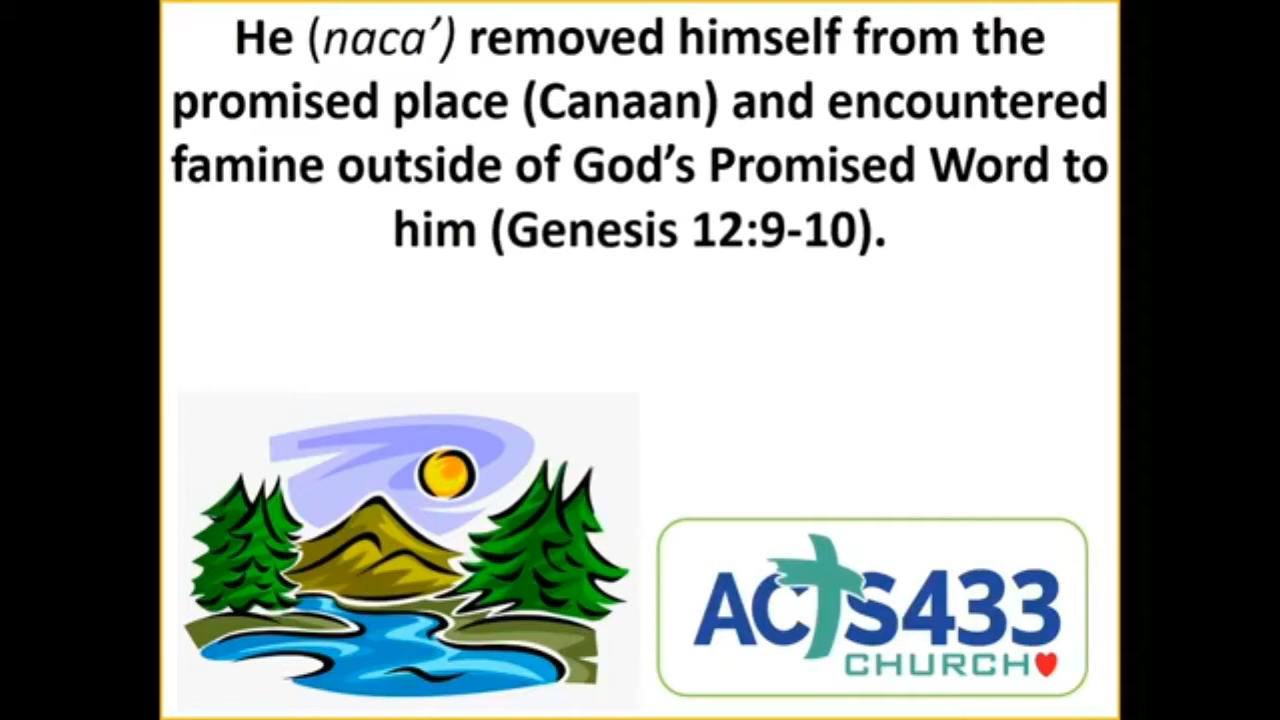 He (naca’) removed himself from the
promised place (Canaan) and encountered
famine outside of God’s Promised Word to
him (Genesis 12:9-10).
ACTS433
CHURCH